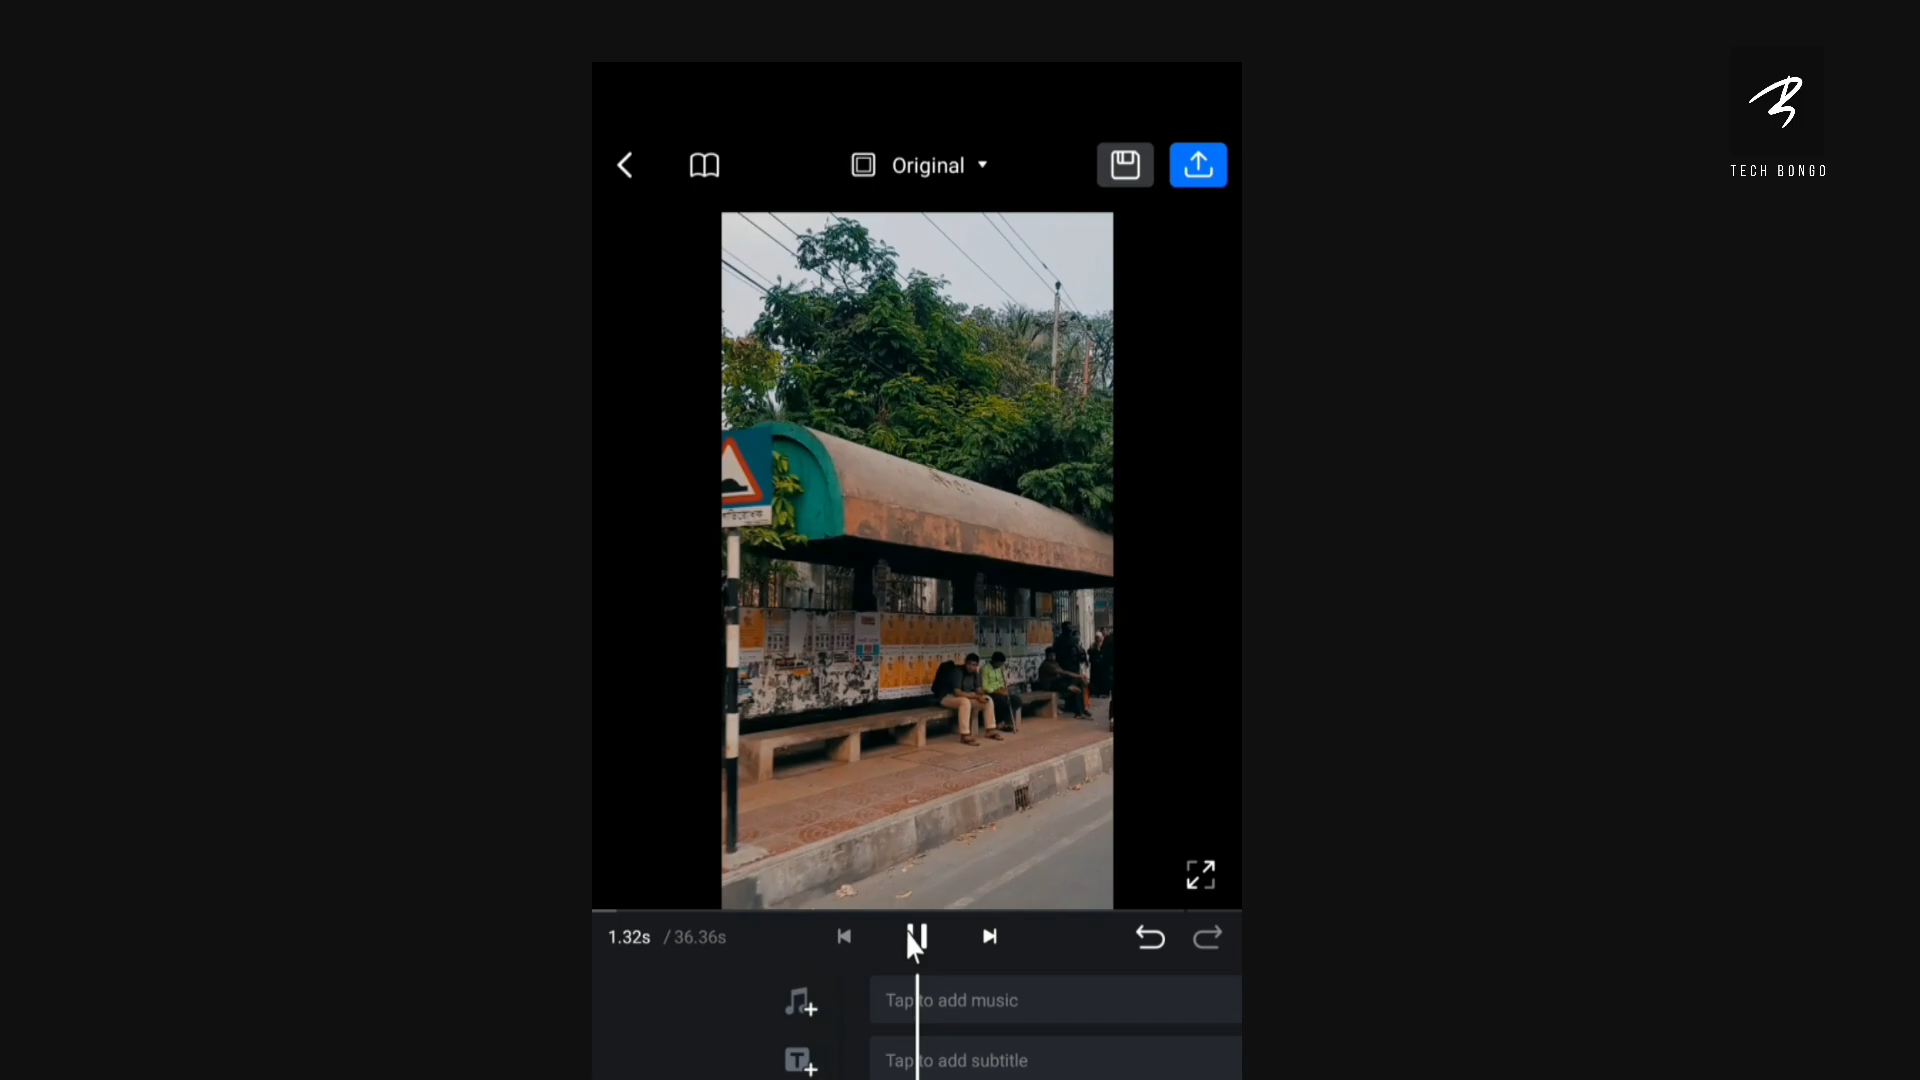 Original
TECH BONGO
1.32s / 36.36s
Tap to add music
Tap to add subtitle